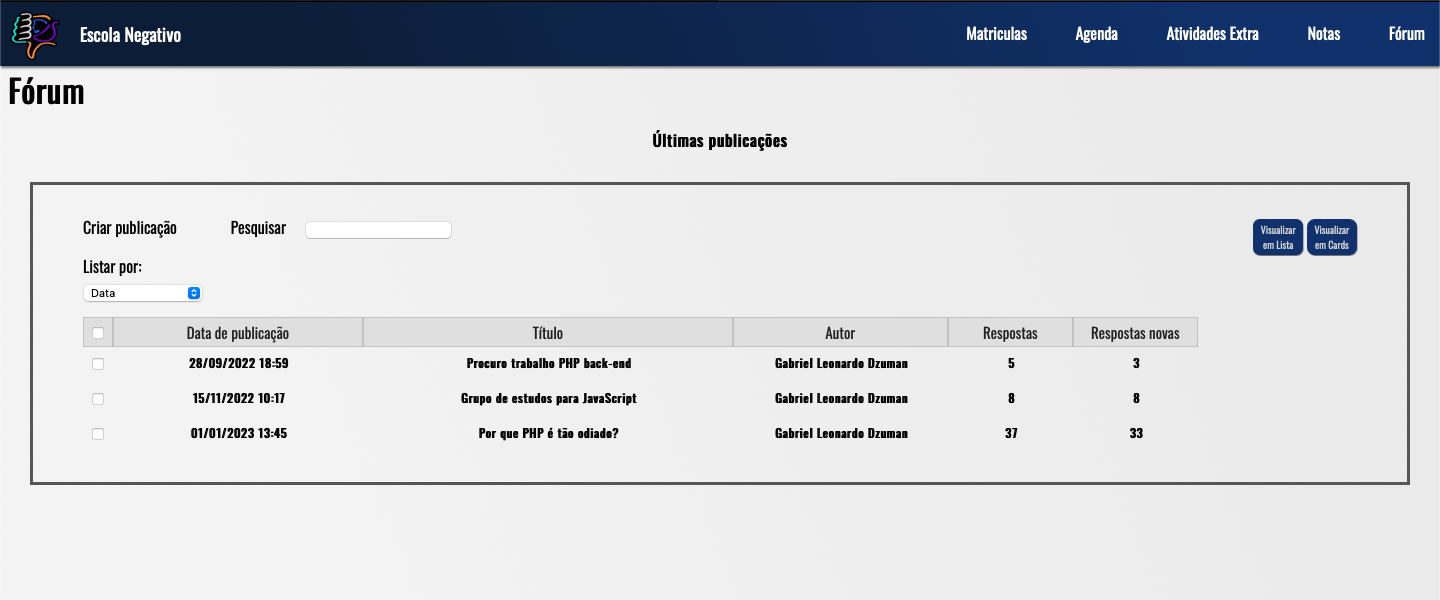 Escola Negativo
Matriculas Agenda Atividades Extra Notas Fórum
Fórum
Últimas publicações
Criar publicação Pesquisar
Visualizar
em Lista
Visualizar
em Cards
Listar por:
Data
Data de publicação Título Autor Respostas Respostas novas
28/09/2022 18:59 Procuro trabalho PHP back-end Gabriel Leonardo Dzuman 5 3
15/11/2022 10:17 Grupo de estudos para JavaScript Gabriel Leonardo Dzuman 8 8
01/01/2023 13:45 Por que PHP é tão odiado? Gabriel Leonardo Dzuman 37 33